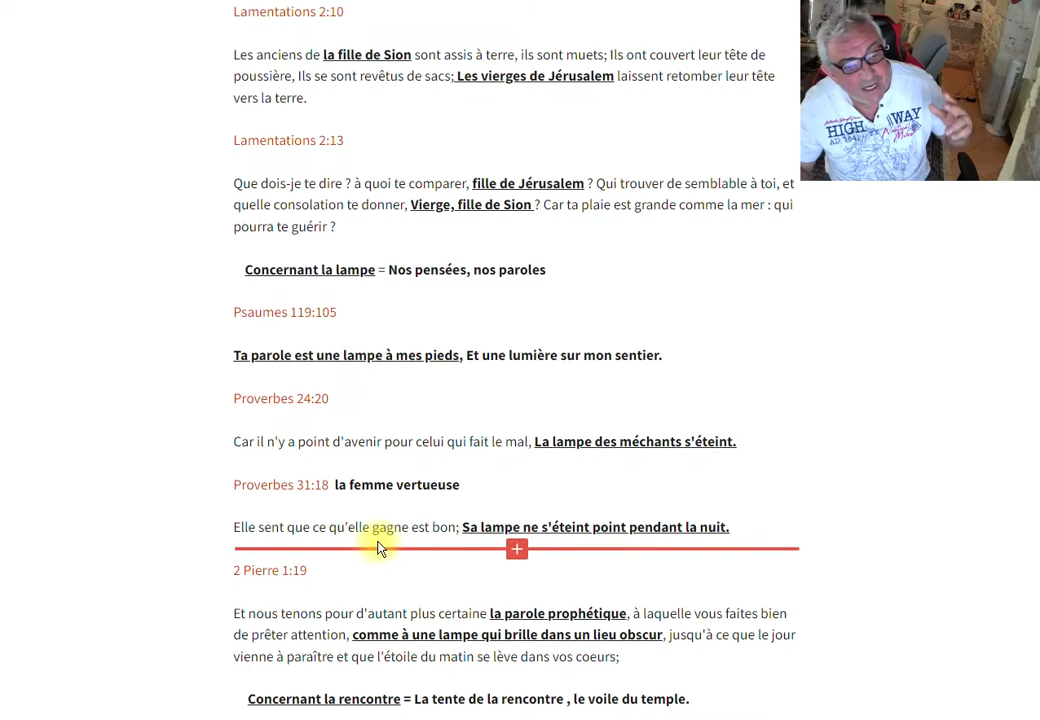 Lamentations 2:10
Les anciens de la fille de Sion sont assis à terre, ils sont muets; Ils ont couvert leur tête de
poussière, Ils se sont revêtus de sacs; Les vierges de Jérusalem laissent retomber leur tête
vers la terre.
Lamentations 2:13
Que dois-je te dire ? à quoi te comparer, fille de Jérusalem ? Qui trouver de semblable à toi, et
quelle consolation te donner, Vierge, fille de Sion ? Car ta plaie est grande comme la mer : qui
pourra te guérir ?
Concernant la lampe = Nos pensées, nos paroles
Psaumes 119:105
Ta parole est une lampe à mes pieds, Et une lumière sur mon sentier.
Proverbes 24:20
Car il n'y a point d'avenir pour celui qui fait le mal, La lampe des méchants s'éteint.
Proverbes 31:18 la femme vertueuse
Elle sent que ce qu'elle gagne est bon; Sa lampe ne s'éteint point pendant la nuit.
2 Pierre 1:19
Et nous tenons pour d'autant plus certaine la parole prophétique, à laquelle vous faites bien
de prêter attention, comme à une lampe qui brille dans un lieu obscur, jusqu'à ce que le jour
vienne à paraître et que l'étoile du matin se lève dans vos coeurs;
Concernant la rencontre = La tente de la rencontre , le voile du temple.
HIGH WAY